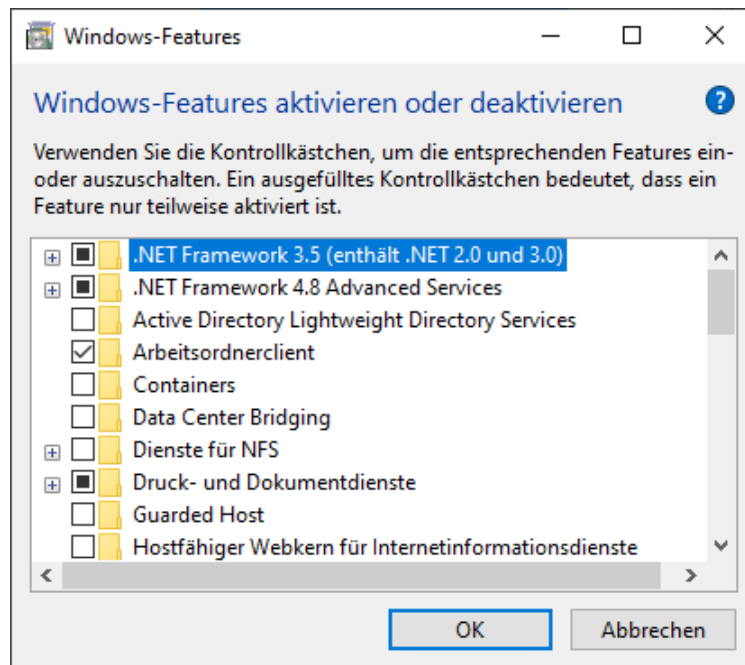 Windows-Features
Windows-Features aktivieren oder deaktivieren
Verwenden Sie die Kontrollkästchen, um die entsprechenden Features ein-
oder auszuschalten. Ein ausgefülltes Kontrollkästchen bedeutet, dass ein
Feature nur teilweise aktiviert ist.
.NET Framework 3.5 (enthält .NET 2.0 und 3.0)
.NET Framework 4.8 Advanced Services
Active Directory Lightweight Directory Services
Arbeitsordnerclient
Containers
Data Center Bridging
Dienste für NFS
Druck- und Dokumentdienste
Guarded Host
Hostfähiger Webkern für Internetinformationsdienste
OK
Abbrechen